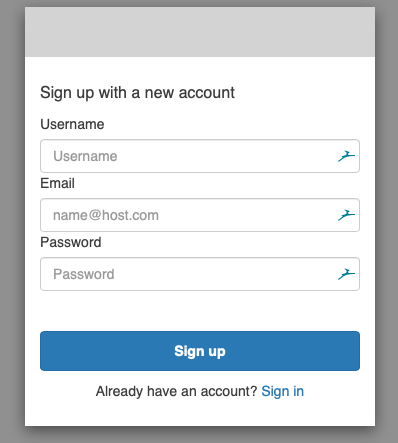 Sign up with a new account
Username
Username
Email
name@host.com
Password
Password
Sign up
Already have an account? Sign in